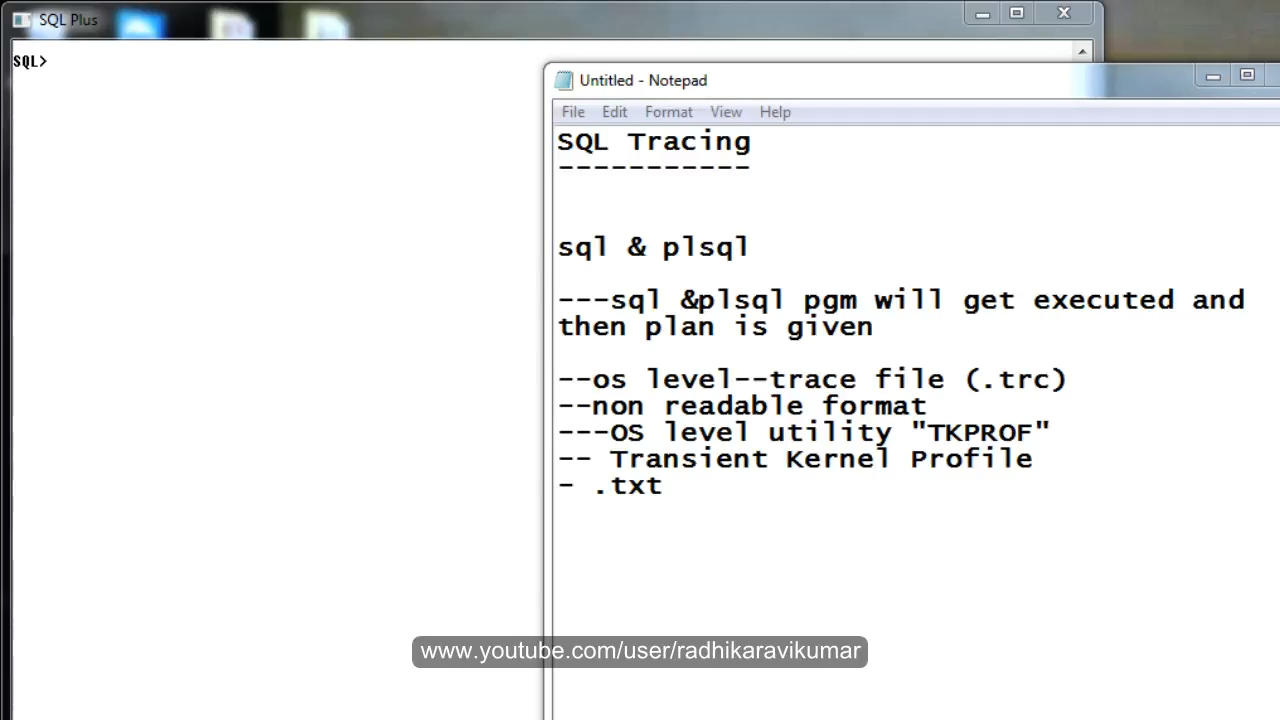 SQL Plus
SQL>
Untitled - Notepad
File Edit Format View Help
SQL Tracing
-----------
sql & plsql
---sql &plsql pgm will get executed and
then plan is given
--os level--trace file (.trc)
--non readable format
---OS level utility "TKPROF"
-- Transient Kernel Profile
- .txt
www.youtube.com/user/radhikaravikumar